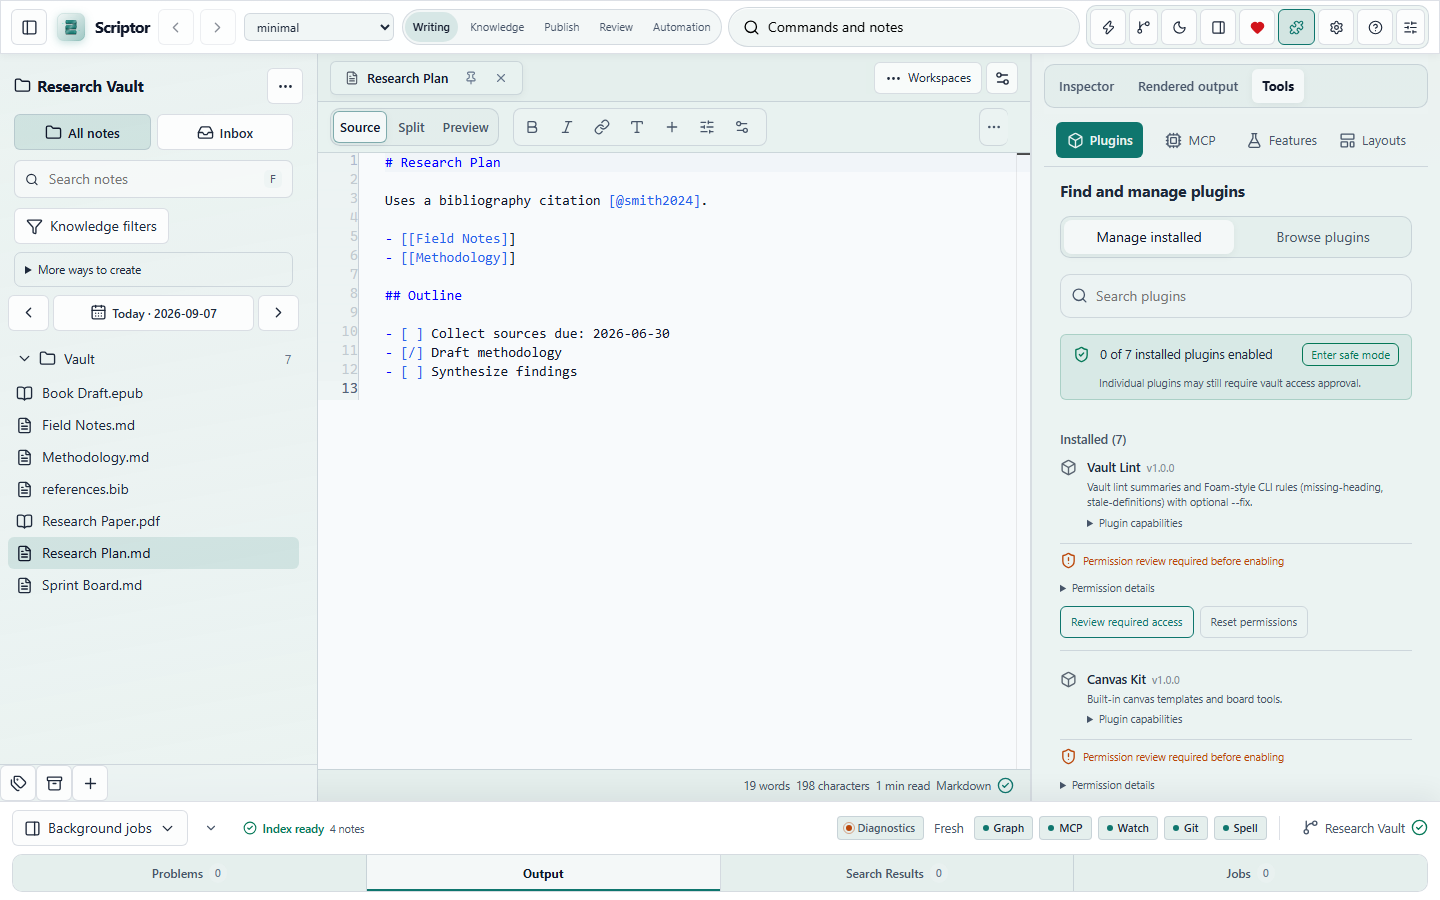 Scriptor
minimal
Writing
Knowledge
Publish
Review
Automation
Commands and notes
Research Vault
All notes
Inbox
Search notes
F
Knowledge filters
More ways to create
Today · 2026-09-07
Vault
7
Book Draft.epub
Field Notes.md
Methodology.md
references.bib
Research Paper.pdf
Research Plan.md
Sprint Board.md
Research Plan
Workspaces
Source
Split
Preview
B
I
T
1 # Research Plan
2
3 Uses a bibliography citation [@smith2024].
4
5 - [[Field Notes]]
6 - [[Methodology]]
7
8 ## Outline
9
10 - [ ] Collect sources due: 2026-06-30
11 - [/] Draft methodology
12 - [ ] Synthesize findings
13
19 words 198 characters 1 min read Markdown
Inspector
Rendered output
Tools
Plugins
MCP
Features
Layouts
Find and manage plugins
Manage installed
Browse plugins
Search plugins
0 of 7 installed plugins enabled
Enter safe mode
Individual plugins may still require vault access approval.
Installed (7)
Vault Lint v1.0.0
Vault lint summaries and Foam-style CLI rules (missing-heading,
stale-definitions) with optional --fix.
Plugin capabilities
Permission review required before enabling
Permission details
Review required access
Reset permissions
Canvas Kit v1.0.0
Built-in canvas templates and board tools.
Plugin capabilities
Permission review required before enabling
Permission details
Background jobs
Index ready 4 notes
Diagnostics
Fresh
Graph
MCP
Watch
Git
Spell
Research Vault
Problems 0
Output
Search Results 0
Jobs 0